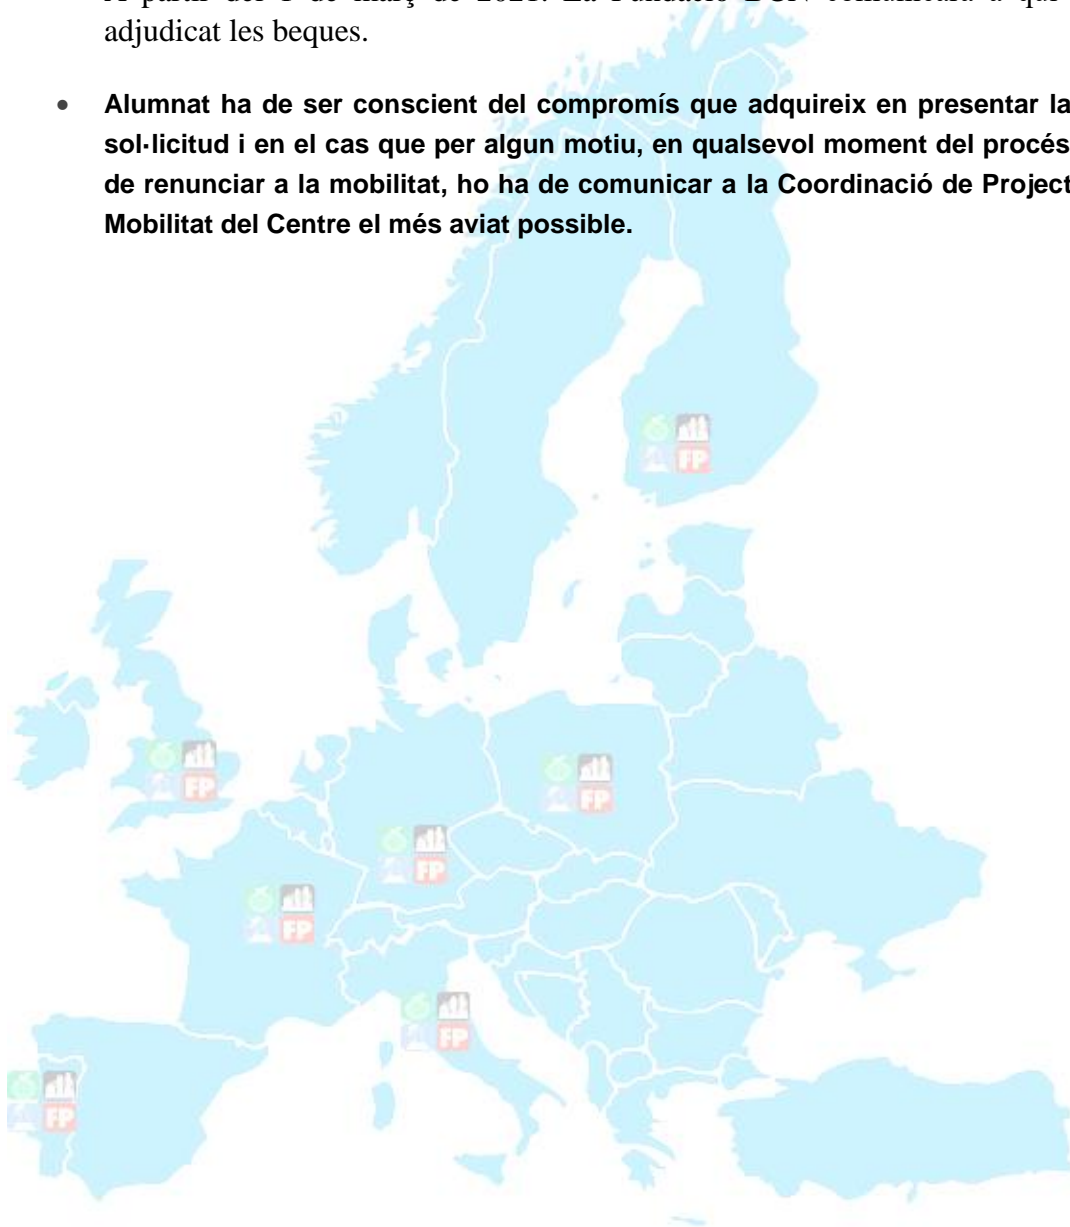 adjudicat les beques.
• Alumnat ha de ser conscient del compromís que adquireix en presentar la
sol·licitud i en el cas que per algun motiu, en qualsevol moment del procés
de renunciar a la mobilitat, ho ha de comunicar a la Coordinació de Project
Mobilitat del Centre el més aviat possible.
FP
FP
FP
FP
FP
FP
FP